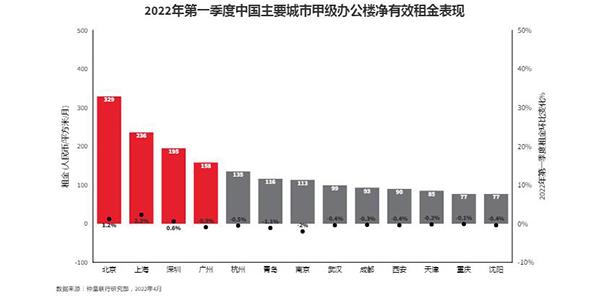 2022年第一季度中国主要城市甲级办公楼净有效租金表现
500 50%
400 40%
300 30%
200 20%
100 10%
0 0%
-100 -10%
租金(人民币/平方米/月)
2022年第一季度租金环比变化%
329 236 195 158 135 116 113 99 93 90 85 77 77
1.2% 0.6% -0.5% -1.1% -2% -0.4% -0.3% -0.4% -0.2% -0.1% -0.4%
北京 上海 深圳 广州 杭州 青岛 南京 武汉 成都 西安 天津 重庆 沈阳
数据来源：仲量联行研究部，2022年4月